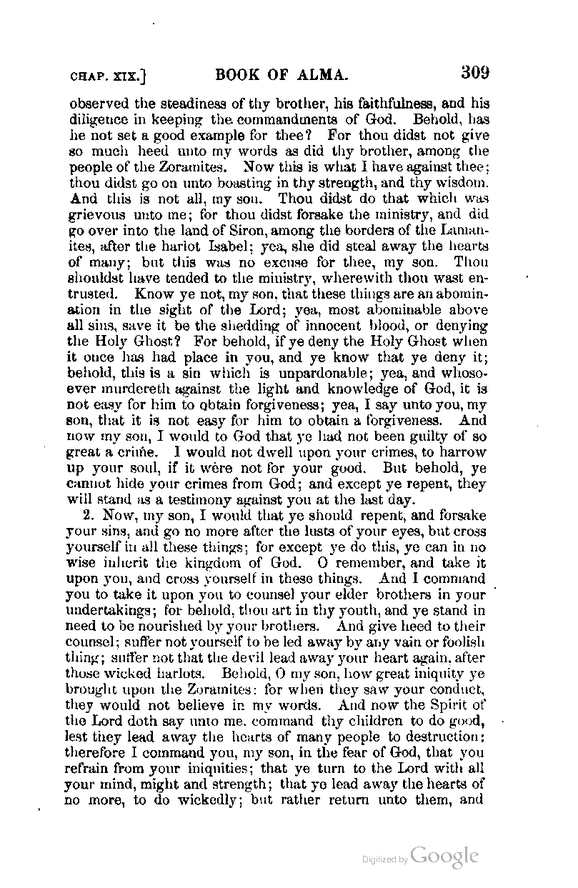 CHAP. XIX.] BOOK OF ALMA. 309
observed the steadiness of thy brother, his faithfulness, and his
diligence in keeping the commandments of God. Behold, has
he not set a good example for thee? For thou didst not give
so much heed unto my words as did thy brother, among the
people of the Zoramites. Now this is what I have against thee;
thou didst go on unto boasting in thy strength, and thy wisdom.
And this is not all, my son. Thou didst do that which was
grievous unto me; for thou didst forsake the ministry, and did
go over into the land of Siron, among the borders of the Laman-
ites, after the harlot Isabel; yea, she did steal away the hearts
of many; but this was no excuse for thee, my son. Thou
shouldst have tended to the ministry, wherewith thou wast en-
trusted. Know ye not, my son, that these things are an abomin-
ation in the sight of the Lord; yea, most abominable above
all sins, save it be the shedding of innocent blood, or denying
the Holy Ghost? For behold, if ye deny the Holy Ghost when
it once has had place in you, and ye know that ye deny it;
behold, this is a sin which is unpardonable; yea, and whoso-
ever murdereth against the light and knowledge of God, it is
not easy for him to obtain forgiveness; yea, I say unto you, my
son, that it is not easy for him to obtain a forgiveness. And
now my son, I would to God that ye had not been guilty of so
great a crime. I would not dwell upon your crimes, to harrow
up your soul, if it were not for your good. But behold, ye
cannot hide your crimes from God; and except ye repent, they
will stand as a testimony against you at the last day.
2. Now, my son, I would that ye should repent, and forsake
your sins, and go no more after the lusts of your eyes, but cross
yourself in all these things; for except ye do this, ye can in no
wise inherit the kingdom of God. O remember, and take it
upon you, and cross yourself in these things. And I command
you to take it upon you to counsel your elder brothers in your
undertakings; for behold, thou art in thy youth, and ye stand in
need to be nourished by your brothers. And give heed to their
counsel; suffer not yourself to be led away by any vain or foolish
thing; suffer not that the devil lead away your heart again, after
those wicked harlots. Behold, O my son, how great iniquity ye
brought upon the Zoramites: for when they saw your conduct,
they would not believe in my words. And now the Spirit of
the Lord doth say unto me, command thy children to do good,
lest they lead away the hearts of many people to destruction;
therefore I command you, my son, in the fear of God, that you
refrain from your iniquities; that ye turn to the Lord with all
your mind, might and strength; that ye lead away the hearts of
no more, to do wickedly; but rather return unto them, and
Digitized by Google